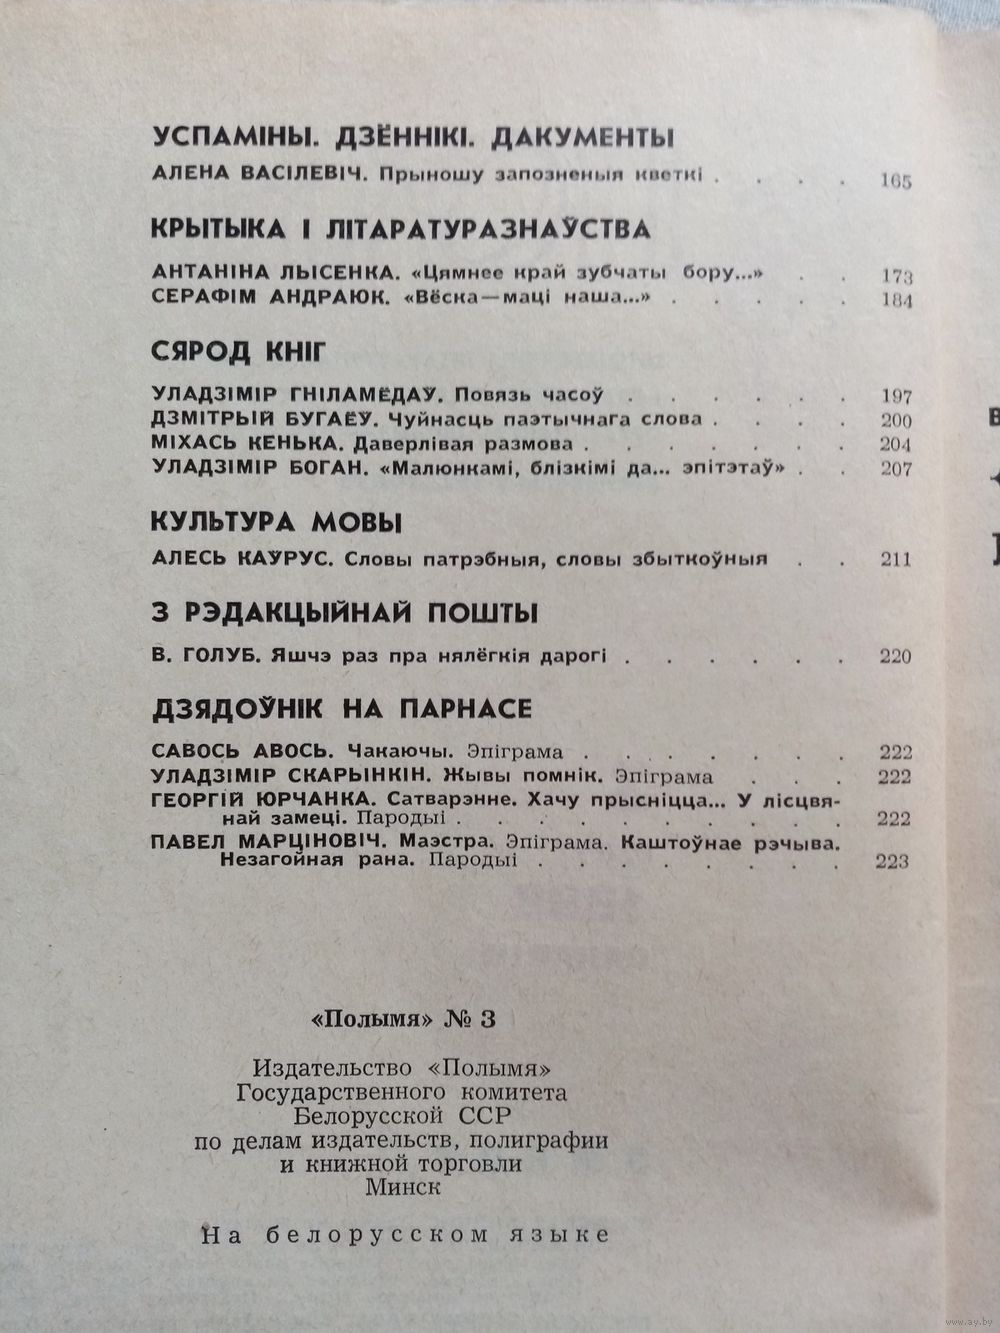 УСПАМІНЫ. ДЗЁННІКІ. ДАКУМЕНТЫ
АЛЕНА ВАСІЛЕВІЧ. Прыношу запозненыя кветкі . . . . 165
КРЫТЫКА І ЛІТАРАТУРАЗНАЎСТВА
АНТАНІНА ЛЫСЕНКА. «Цямнее край зубчаты бору...» . . 173
СЕРАФІМ АНДРАЮК. «Вёска—маці наша...» . . . . . 184
СЯРОД КНІГ
УЛАДЗІМІР ГНІЛАМЁДАЎ. Повязь часоў . . . . . . 197
ДЗМІТРЫЙ БУГАЁЎ. Чуйнасць паэтычнага слова . . . . 200
МІХАСЬ КЕНЬКА. Даверлівая размова . . . . . . . 204
УЛАДЗІМІР БОГАН. «Малюнкамі, блізкімі да... эпітэтаў» . . 207
КУЛЬТУРА МОВЫ
АЛЕСЬ КАЎРУС. Словы патрэбныя, словы збыткоўныя . . 211
З РЭДАКЦЫЙНАЙ ПОШТЫ
В. ГОЛУБ. Яшчэ раз пра нялёгкія дарогі . . . . . . 220
ДЗЯДОЎНІК НА ПАРНАСЕ
САВОСЬ АВОСЬ. Чакаючы. Эпіграма . . . . . . . 222
УЛАДЗІМІР СКАРЫНКІН. Жывы помнік. Эпіграма . . . 222
ГЕОРГІЙ ЮРЧАНКА. Сатварэнне. Хачу прысніцца... У лісцвя-
най замеці. Пародыі . . . . . . . . . . 222
ПАВЕЛ МАРЦІНОВІЧ. Маэстра. Эпіграма. Каштоўнае рэчыва.
Незагойная рана. Пародыі . . . . . . . . 223
«Полымя» № 3
Издательство «Полымя»
Государственного комитета
Белорусской ССР
по делам издательств, полиграфии
и книжной торговли
Минск
На белорусском языке
www.ay.by